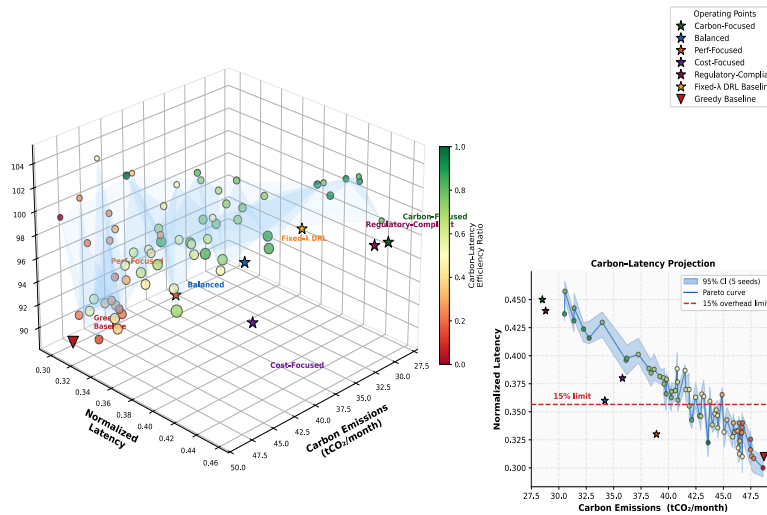 Operating Points
Carbon-Focused
Balanced
Perf-Focused
Cost-Focused
Regulatory-Complia
Fixed-λ DRL Baselin
Greedy Baseline
104
102
100
98
96
94
92
90
Carbon-Focused
Regulatory-Compliant
Fixed-λ DRL
Perf-Focused
Balanced
Greedy
Baseline
Cost-Focused
0.30
0.32
0.34
0.36
0.38
0.40
0.42
0.44
0.46
Normalized
Latency
50.0
47.5
45.0
42.5
40.0
37.5
35.0
32.5
30.0
27.5
Carbon Emissions
(tCO₂/month)
1.0
0.8
0.6
0.4
0.2
0.0
Carbon-Latency
Efficiency Ratio
Carbon–Latency Projection
95% CI (5 seeds)
Pareto curve
15% overhead limit
15% limit
0.450
0.425
0.400
0.375
0.350
0.325
0.300
Normalized Latency
27.5 30.0 32.5 35.0 37.5 40.0 42.5 45.0 47.5
Carbon Emissions (tCO₂/month)